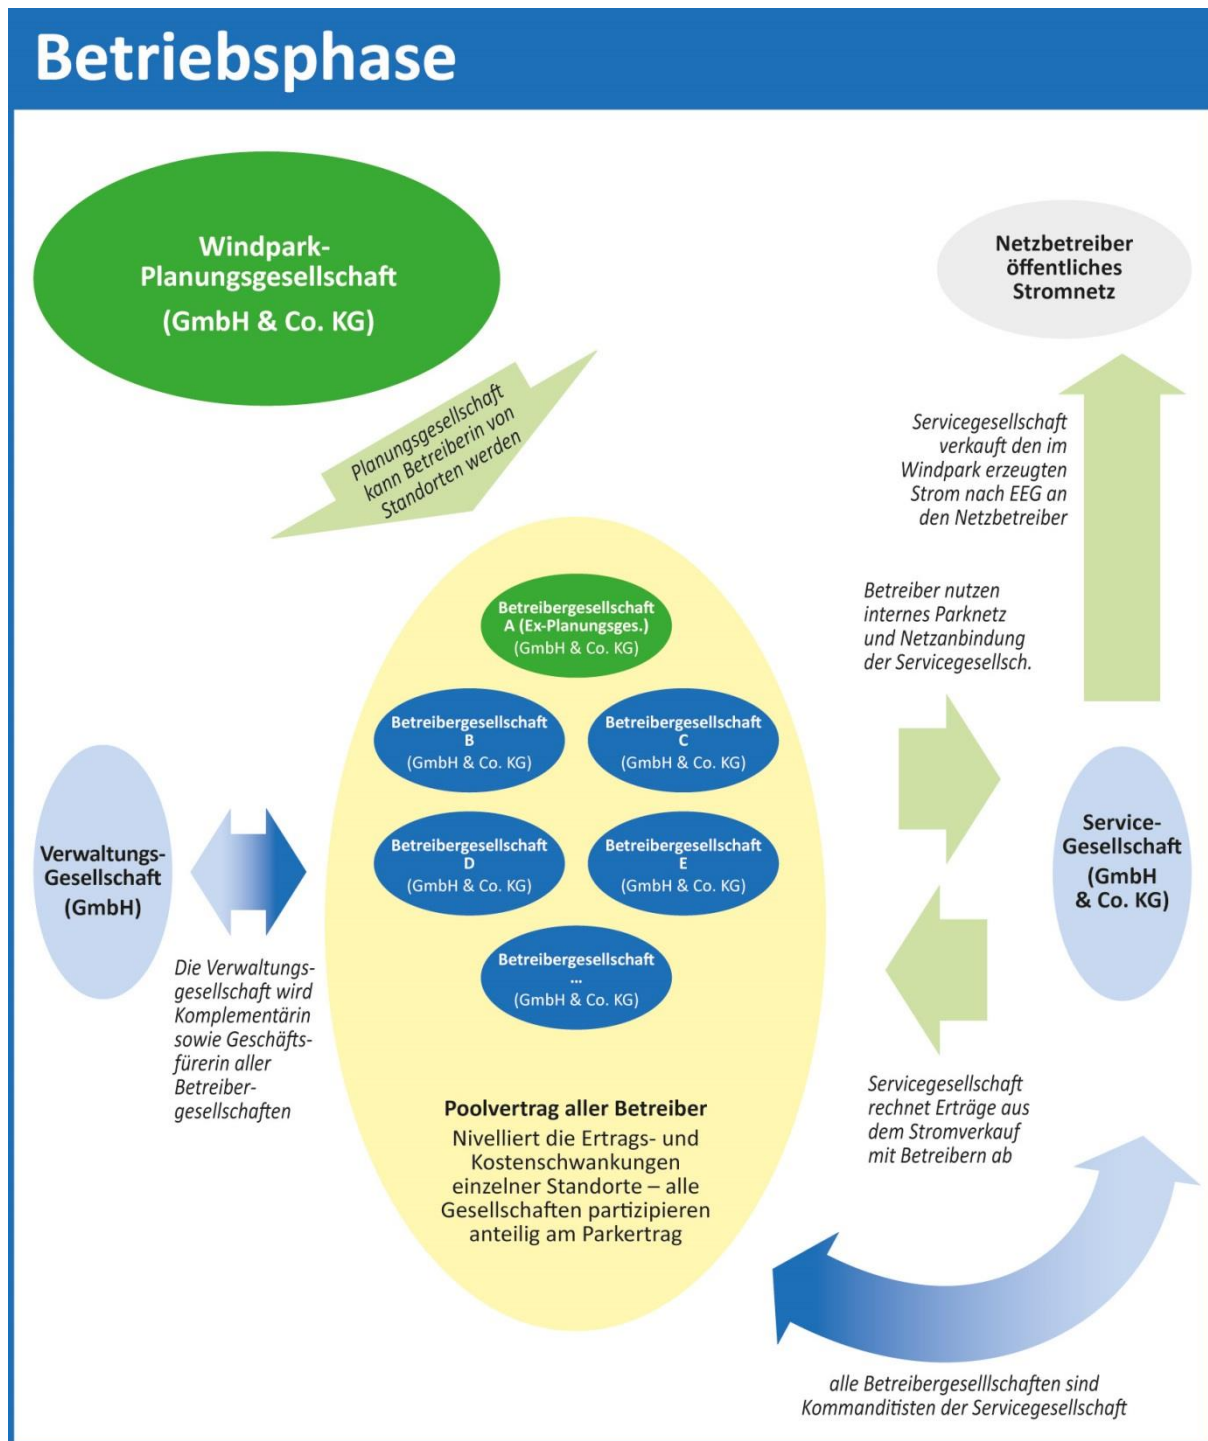 Betriebsphase
Windpark-
Planungsgesellschaft
(GmbH & Co. KG)
Netzbetreiber
öffentliches
Stromnetz
Planungsgesellschaft
kann Betreiberin von
Standorten werden
Servicegesellschaft
verkauft den im
Windpark erzeugten
Strom nach EEG an
den Netzbetreiber
Betreibergesellschaft
A (Ex-Planungsges.)
(GmbH & Co. KG)
Betreiber nutzen
internes Parknetz
und Netzanbindung
der Servicegesellsch.
Betreibergesellschaft
B
(GmbH & Co. KG)
Betreibergesellschaft
C
(GmbH & Co. KG)
Verwaltungs-
Gesellschaft
(GmbH)
Betreibergesellschaft
D
(GmbH & Co. KG)
Betreibergesellschaft
E
(GmbH & Co. KG)
Service-
Gesellschaft
(GmbH
& Co. KG)
Betreibergesellschaft
...
(GmbH & Co. KG)
Die Verwaltungs-
gesellschaft wird
Komplementärin
sowie Geschäfts-
fürerin aller
Betreiber-
gesellschaften
Poolvertrag aller Betreiber
Nivelliert die Ertrags- und
Kostenschwankungen
einzelner Standorte – alle
Gesellschaften partizipieren
anteilig am Parkertrag
Servicegesellschaft
rechnet Erträge aus
dem Stromverkauf
mit Betreibern ab
alle Betreibergeselllschaften sind
Kommanditisten der Servicegesellschaft